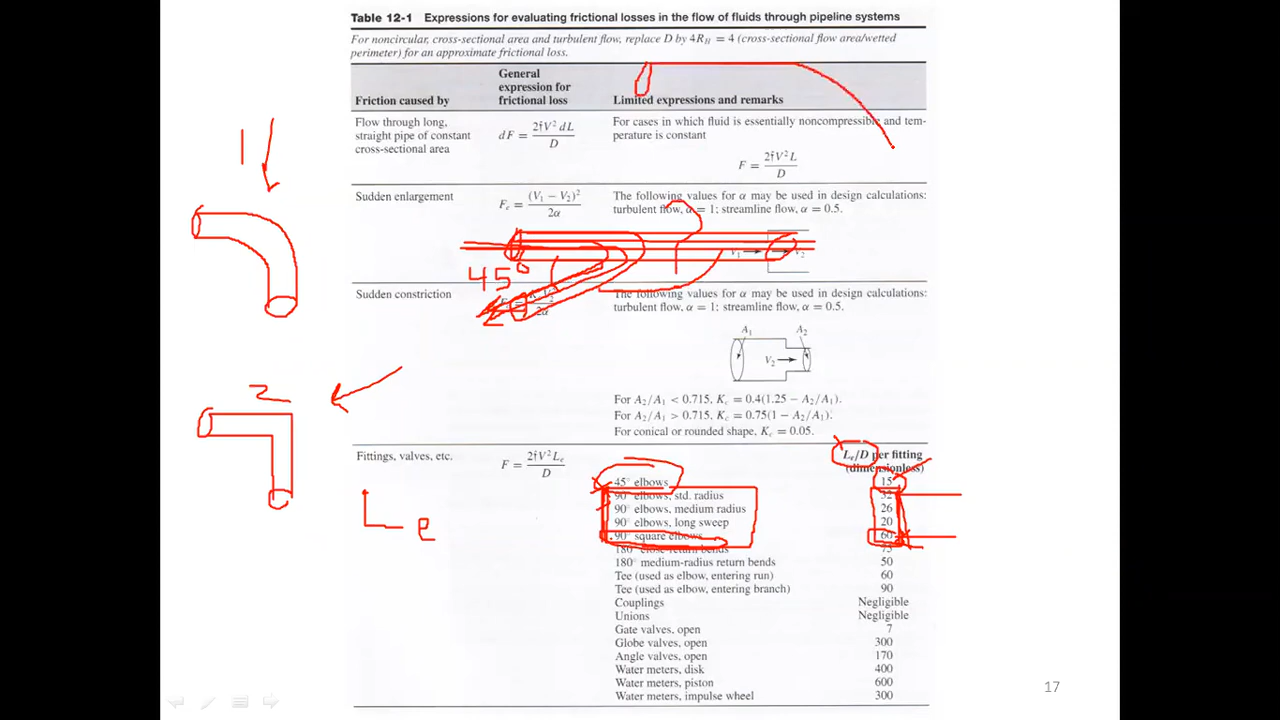 Table 12-1 Expressions for evaluating frictional losses in the flow of fluids through pipeline systems
For noncircular, cross-sectional area and turbulent flow, replace D by 4R_H = 4 (cross-sectional flow area/wetted
perimeter) for an approximate frictional loss.
Friction caused by
General
expression for
frictional loss
Limited expressions and remarks
Flow through long,
straight pipe of constant
cross-sectional area
dF = 2fV² dL / D
For cases in which fluid is essentially noncompressible and tem-
perature is constant
F = 2fV²L / D
1
Sudden enlargement
F_e = (V₁ − V₂)² / 2α
The following values for α may be used in design calculations:
turbulent flow, α = 1; streamline flow, α = 0.5.
V₁
V₂
45°
Sudden constriction
The following values for α may be used in design calculations:
turbulent flow, α = 1; streamline flow, α = 0.5.
A₁
A₂
V₂
For A₂/A₁ < 0.715, K_c = 0.4(1.25 − A₂/A₁).
For A₂/A₁ > 0.715, K_c = 0.75(1 − A₂/A₁).
For conical or rounded shape, K_c = 0.05.
2
Fittings, valves, etc.
F = 2fV²L_e / D
L_e/D per fitting
(dimensionless)
45° elbows 15
90° elbows, std. radius 32
90° elbows, medium radius 26
90° elbows, long sweep 20
90° square elbows 60
180° close return bends 75
180° medium-radius return bends 50
Tee (used as elbow, entering run) 60
Tee (used as elbow, entering branch) 90
Couplings Negligible
Unions Negligible
Gate valves, open 7
Globe valves, open 300
Angle valves, open 170
Water meters, disk 400
Water meters, piston 600
Water meters, impulse wheel 300
Le
17